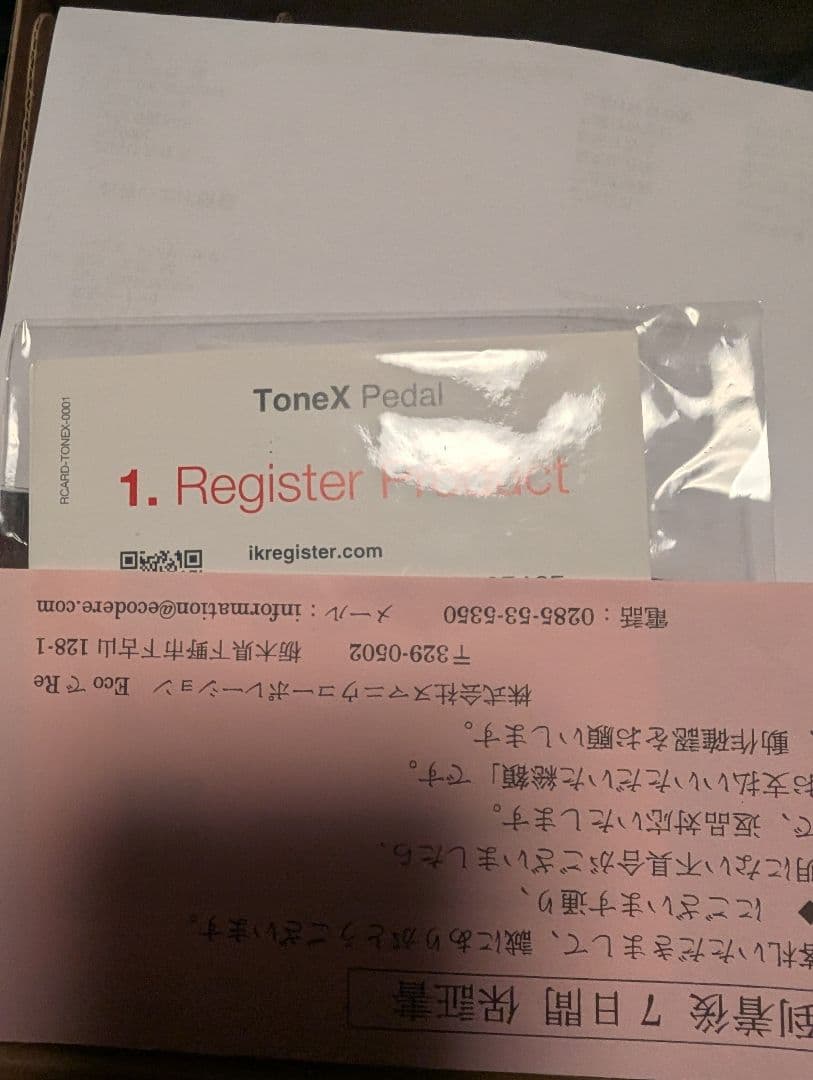 RCARD-TONEX-0001
ToneX Pedal
1. Register Product
ikregister.com
到着後 7日間 保証書
いただきまして、誠にありがとうございます。
◆ にございます通り、
明にない不具合がございましたら、
で、返品対応いたします。
お支払いいただいた総額」です。
、動作確認をお願いします。
株式会社ヌマニウコーポレーション Eco で Re
〒329-0502 栃木県下野市下古山 128-1
電話：0285-53-5350 メール：information@ecodere.com